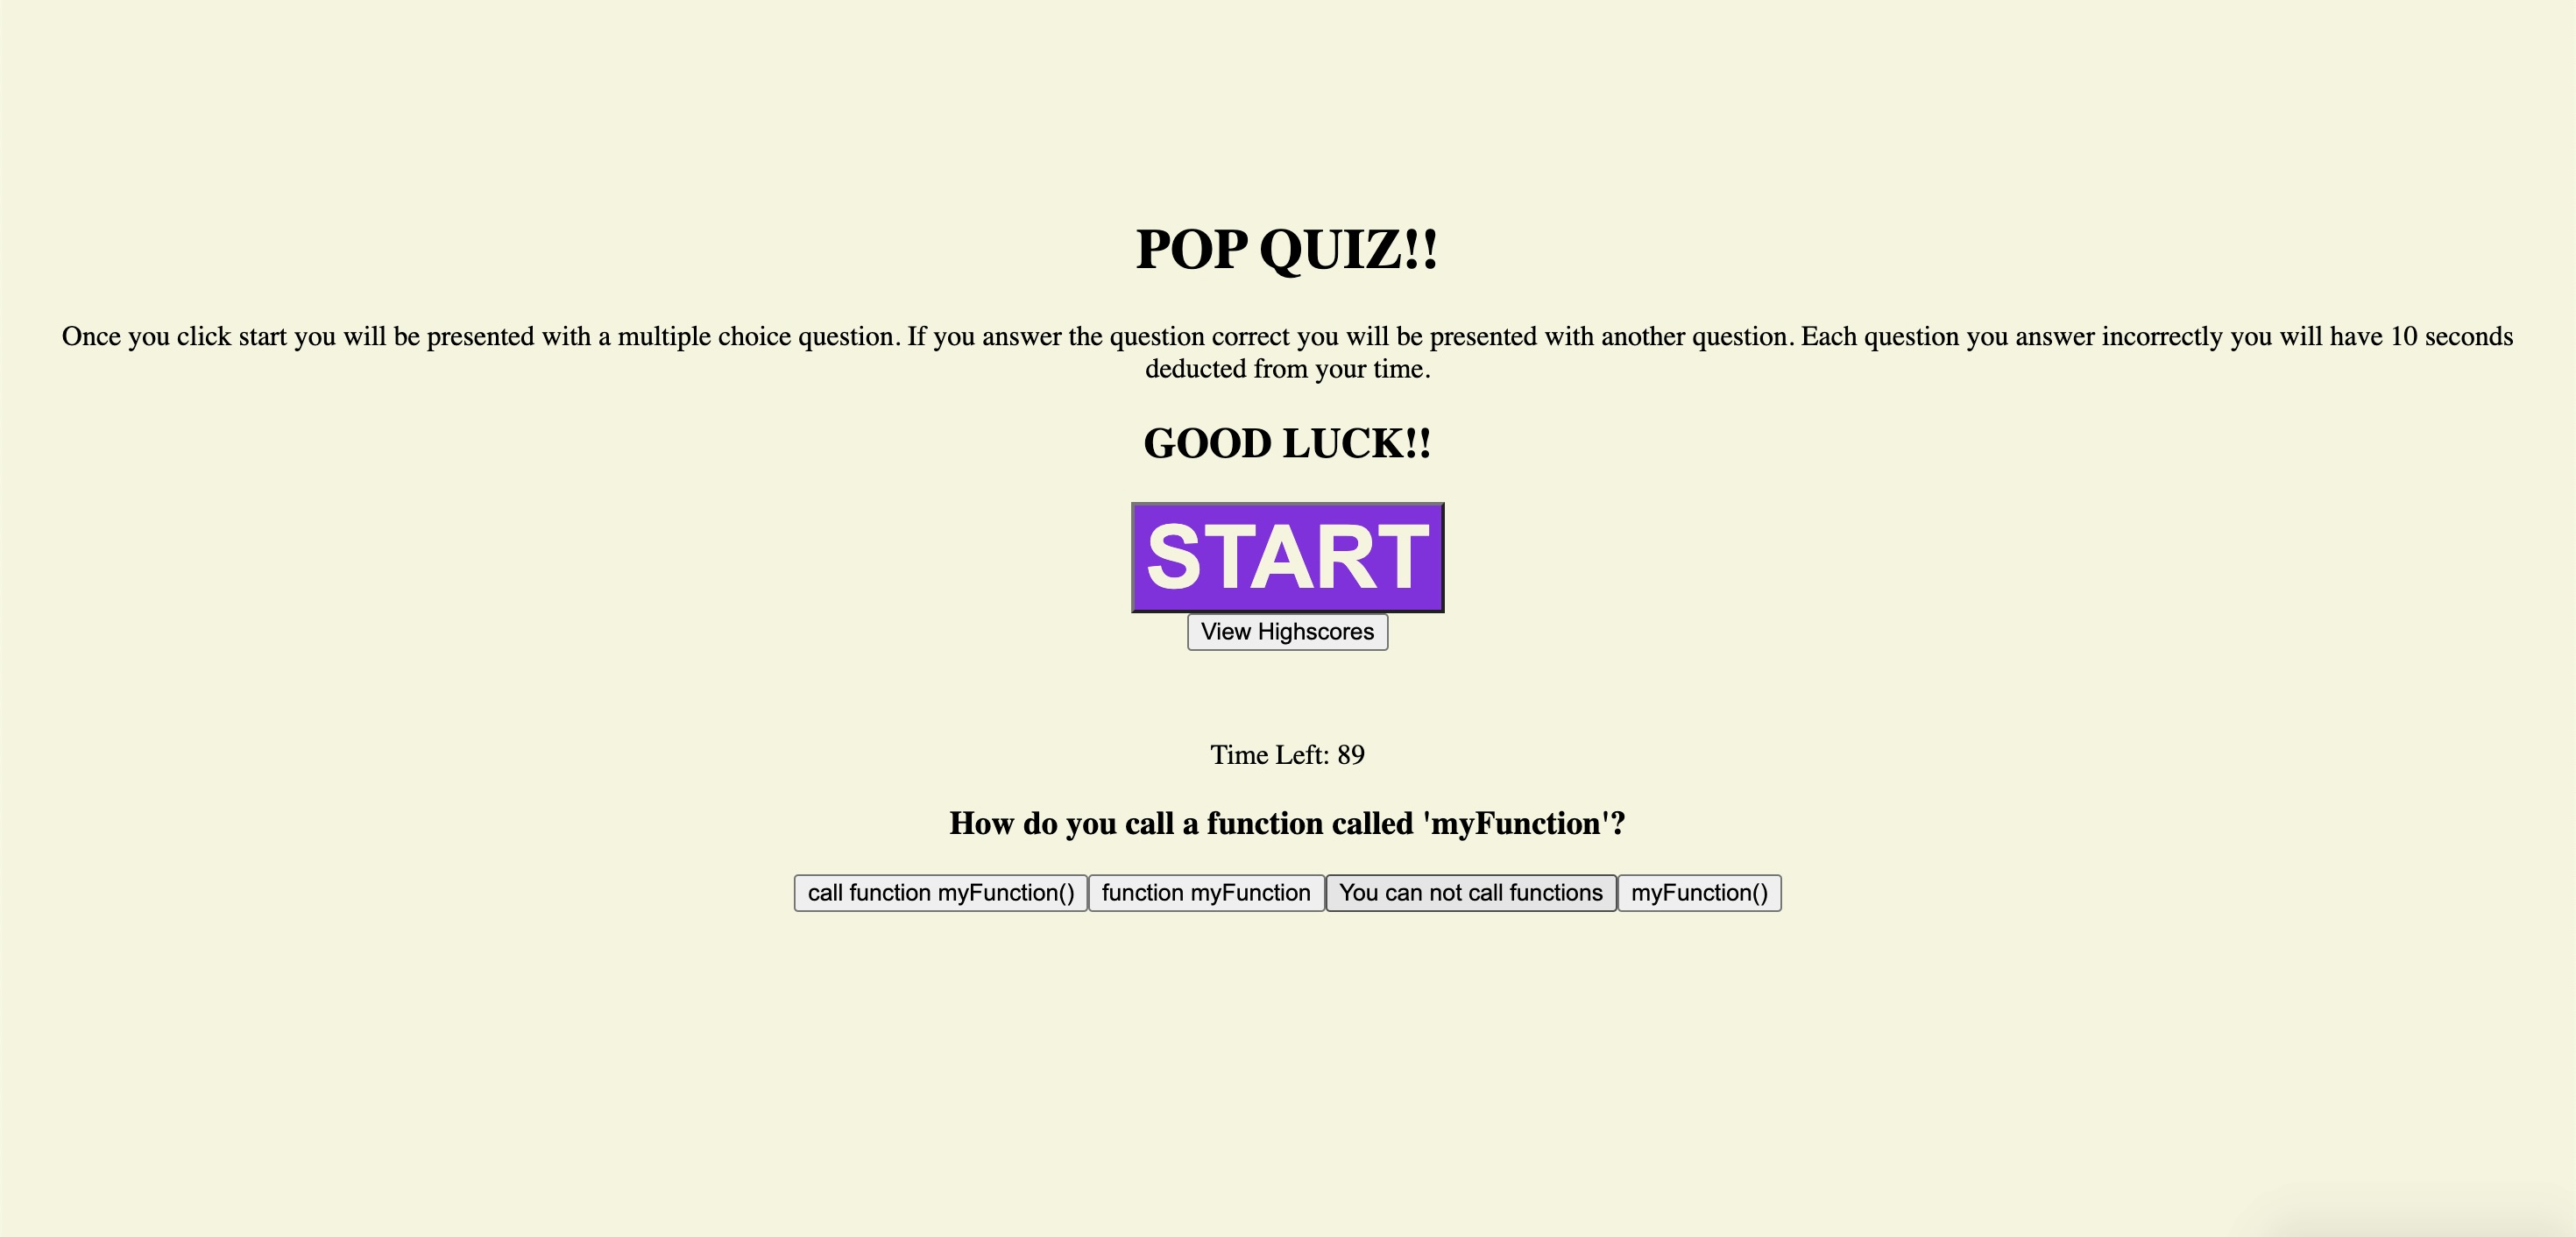 POP QUIZ!!
Once you click start you will be presented with a multiple choice question. If you answer the question correct you will be presented with another question. Each question you answer incorrectly you will have 10 seconds
deducted from your time.
GOOD LUCK!!
START
View Highscores
Time Left: 89
How do you call a function called 'myFunction'?
call function myFunction() function myFunction You can not call functions myFunction()